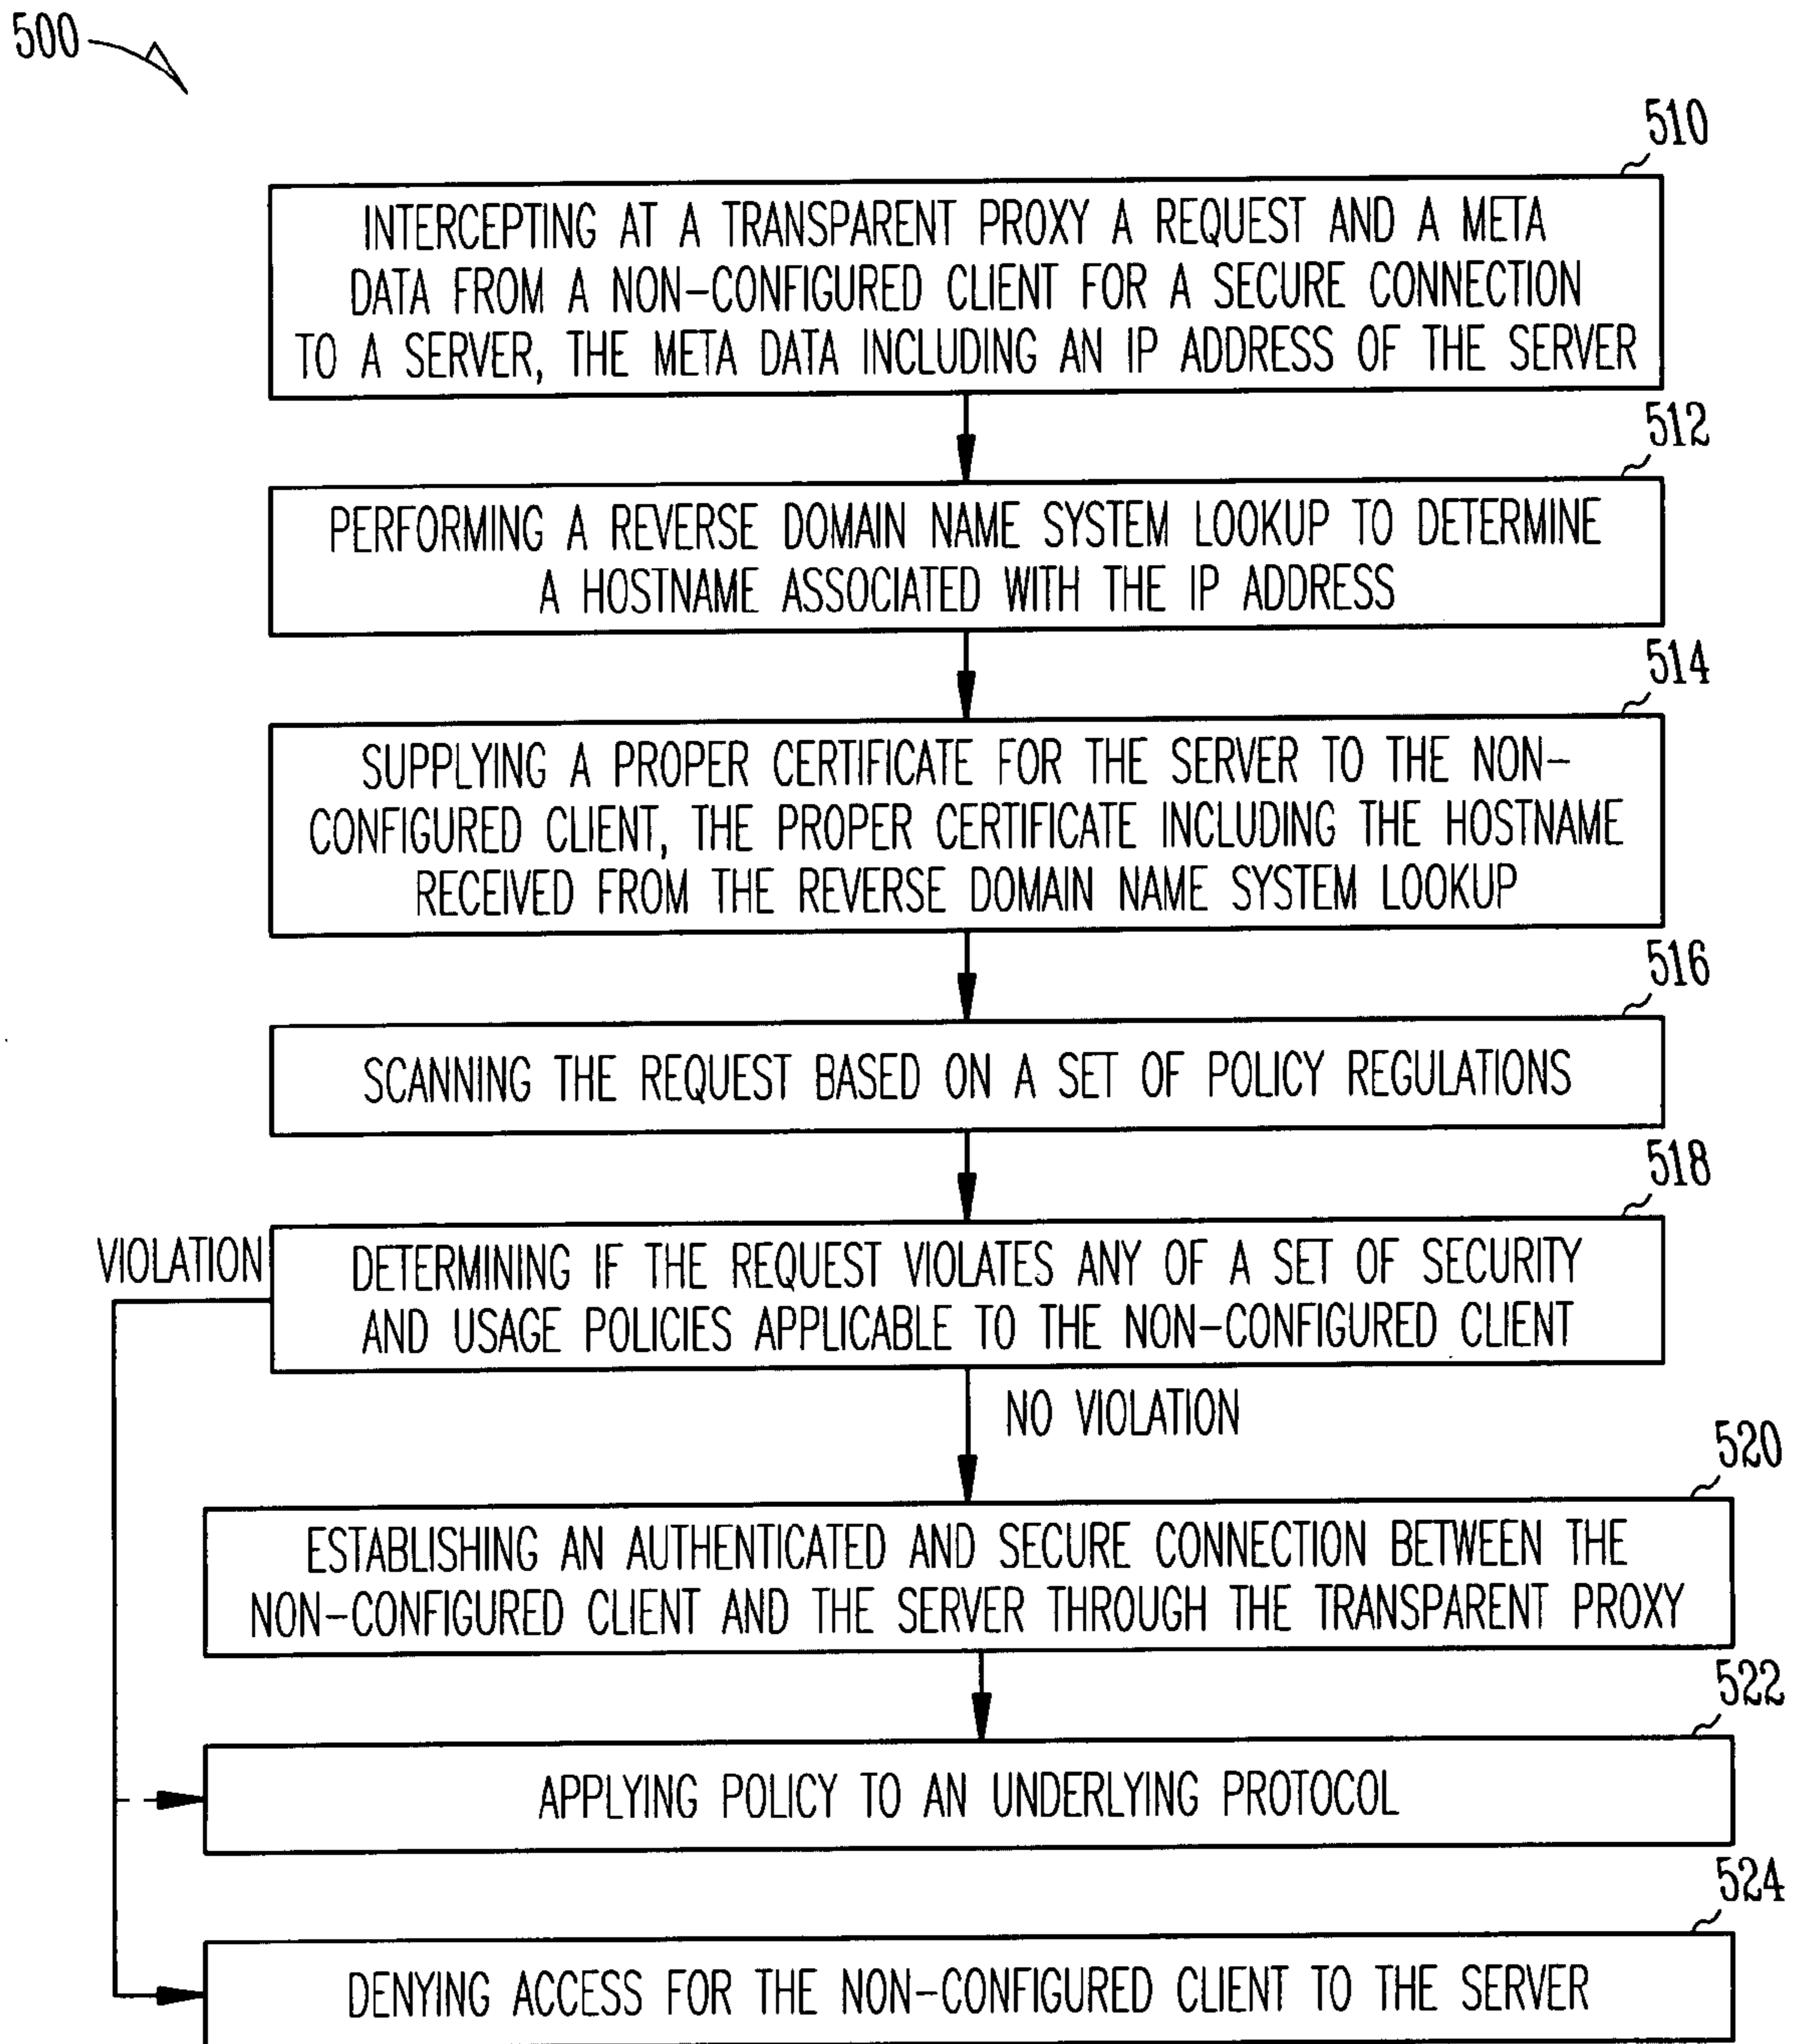 500
510
INTERCEPTING AT A TRANSPARENT PROXY A REQUEST AND A META
DATA FROM A NON-CONFIGURED CLIENT FOR A SECURE CONNECTION
TO A SERVER, THE META DATA INCLUDING AN IP ADDRESS OF THE SERVER
512
PERFORMING A REVERSE DOMAIN NAME SYSTEM LOOKUP TO DETERMINE
A HOSTNAME ASSOCIATED WITH THE IP ADDRESS
514
SUPPLYING A PROPER CERTIFICATE FOR THE SERVER TO THE NON-
CONFIGURED CLIENT, THE PROPER CERTIFICATE INCLUDING THE HOSTNAME
RECEIVED FROM THE REVERSE DOMAIN NAME SYSTEM LOOKUP
516
SCANNING THE REQUEST BASED ON A SET OF POLICY REGULATIONS
518
VIOLATION
DETERMINING IF THE REQUEST VIOLATES ANY OF A SET OF SECURITY
AND USAGE POLICIES APPLICABLE TO THE NON-CONFIGURED CLIENT
NO VIOLATION
520
ESTABLISHING AN AUTHENTICATED AND SECURE CONNECTION BETWEEN THE
NON-CONFIGURED CLIENT AND THE SERVER THROUGH THE TRANSPARENT PROXY
522
APPLYING POLICY TO AN UNDERLYING PROTOCOL
524
DENYING ACCESS FOR THE NON-CONFIGURED CLIENT TO THE SERVER